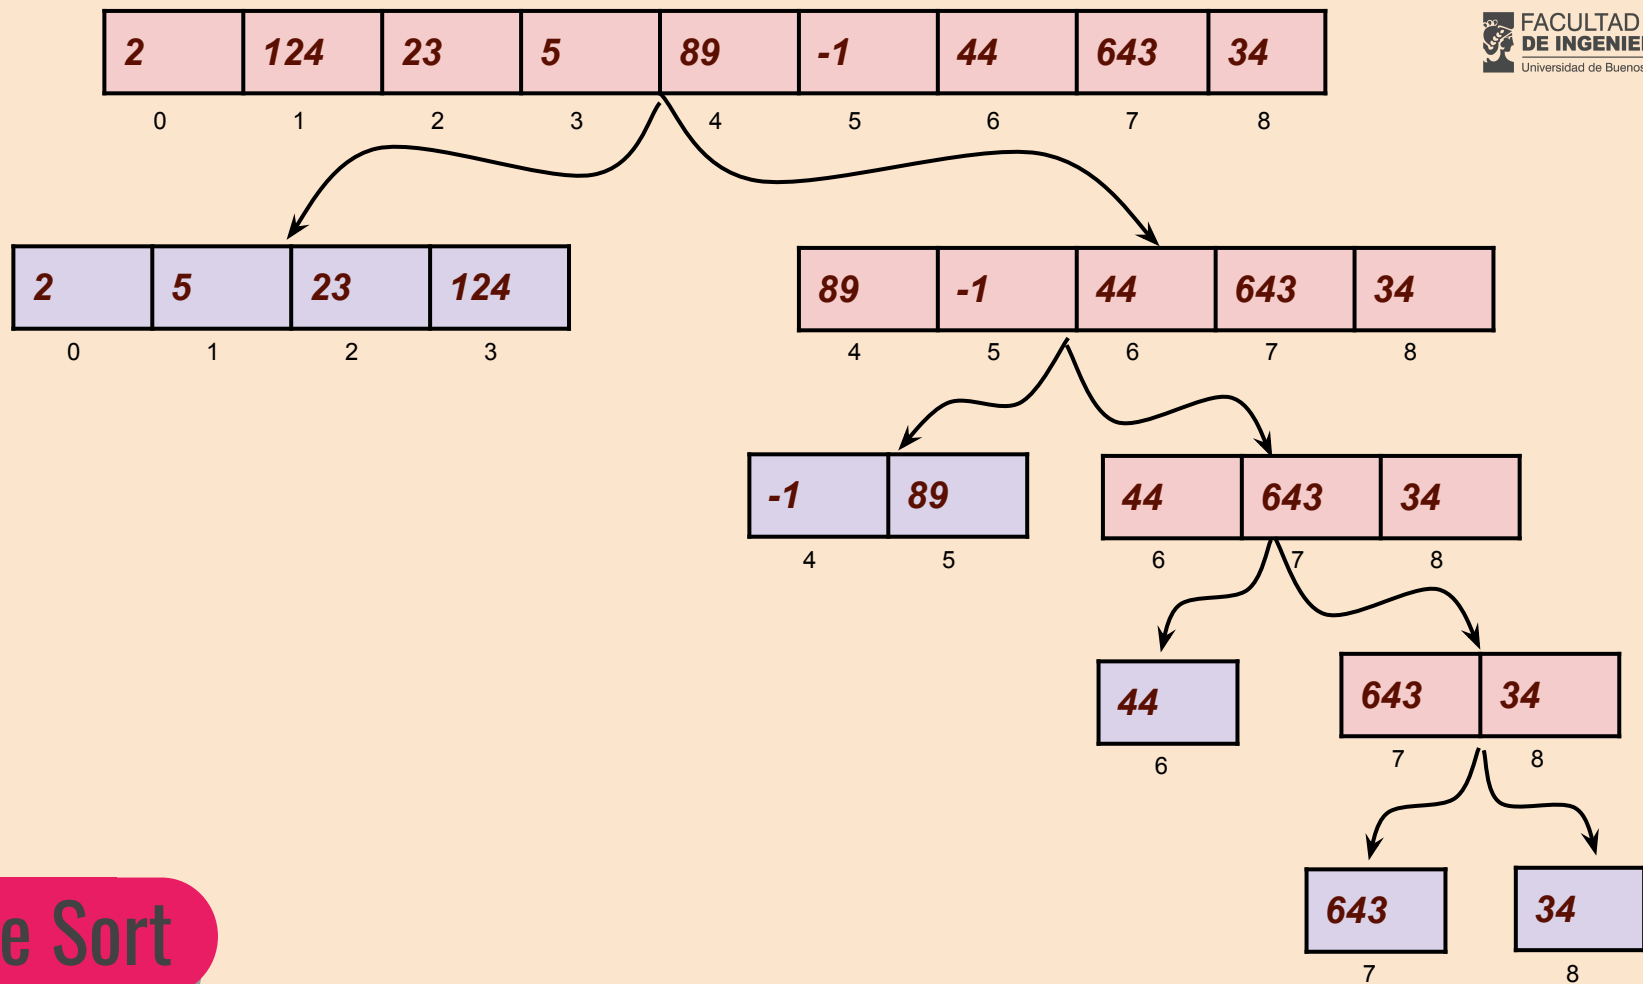 2 124 23 5 89 -1 44 643 34
0 1 2 3 4 5 6 7 8
FACULTAD
DE INGENIE
Universidad de Buenos
2 5 23 124
0 1 2 3
89 -1 44 643 34
4 5 6 7 8
-1 89
4 5
44 643 34
6 7 8
44
6
643 34
7 8
643
7
34
8
e Sort